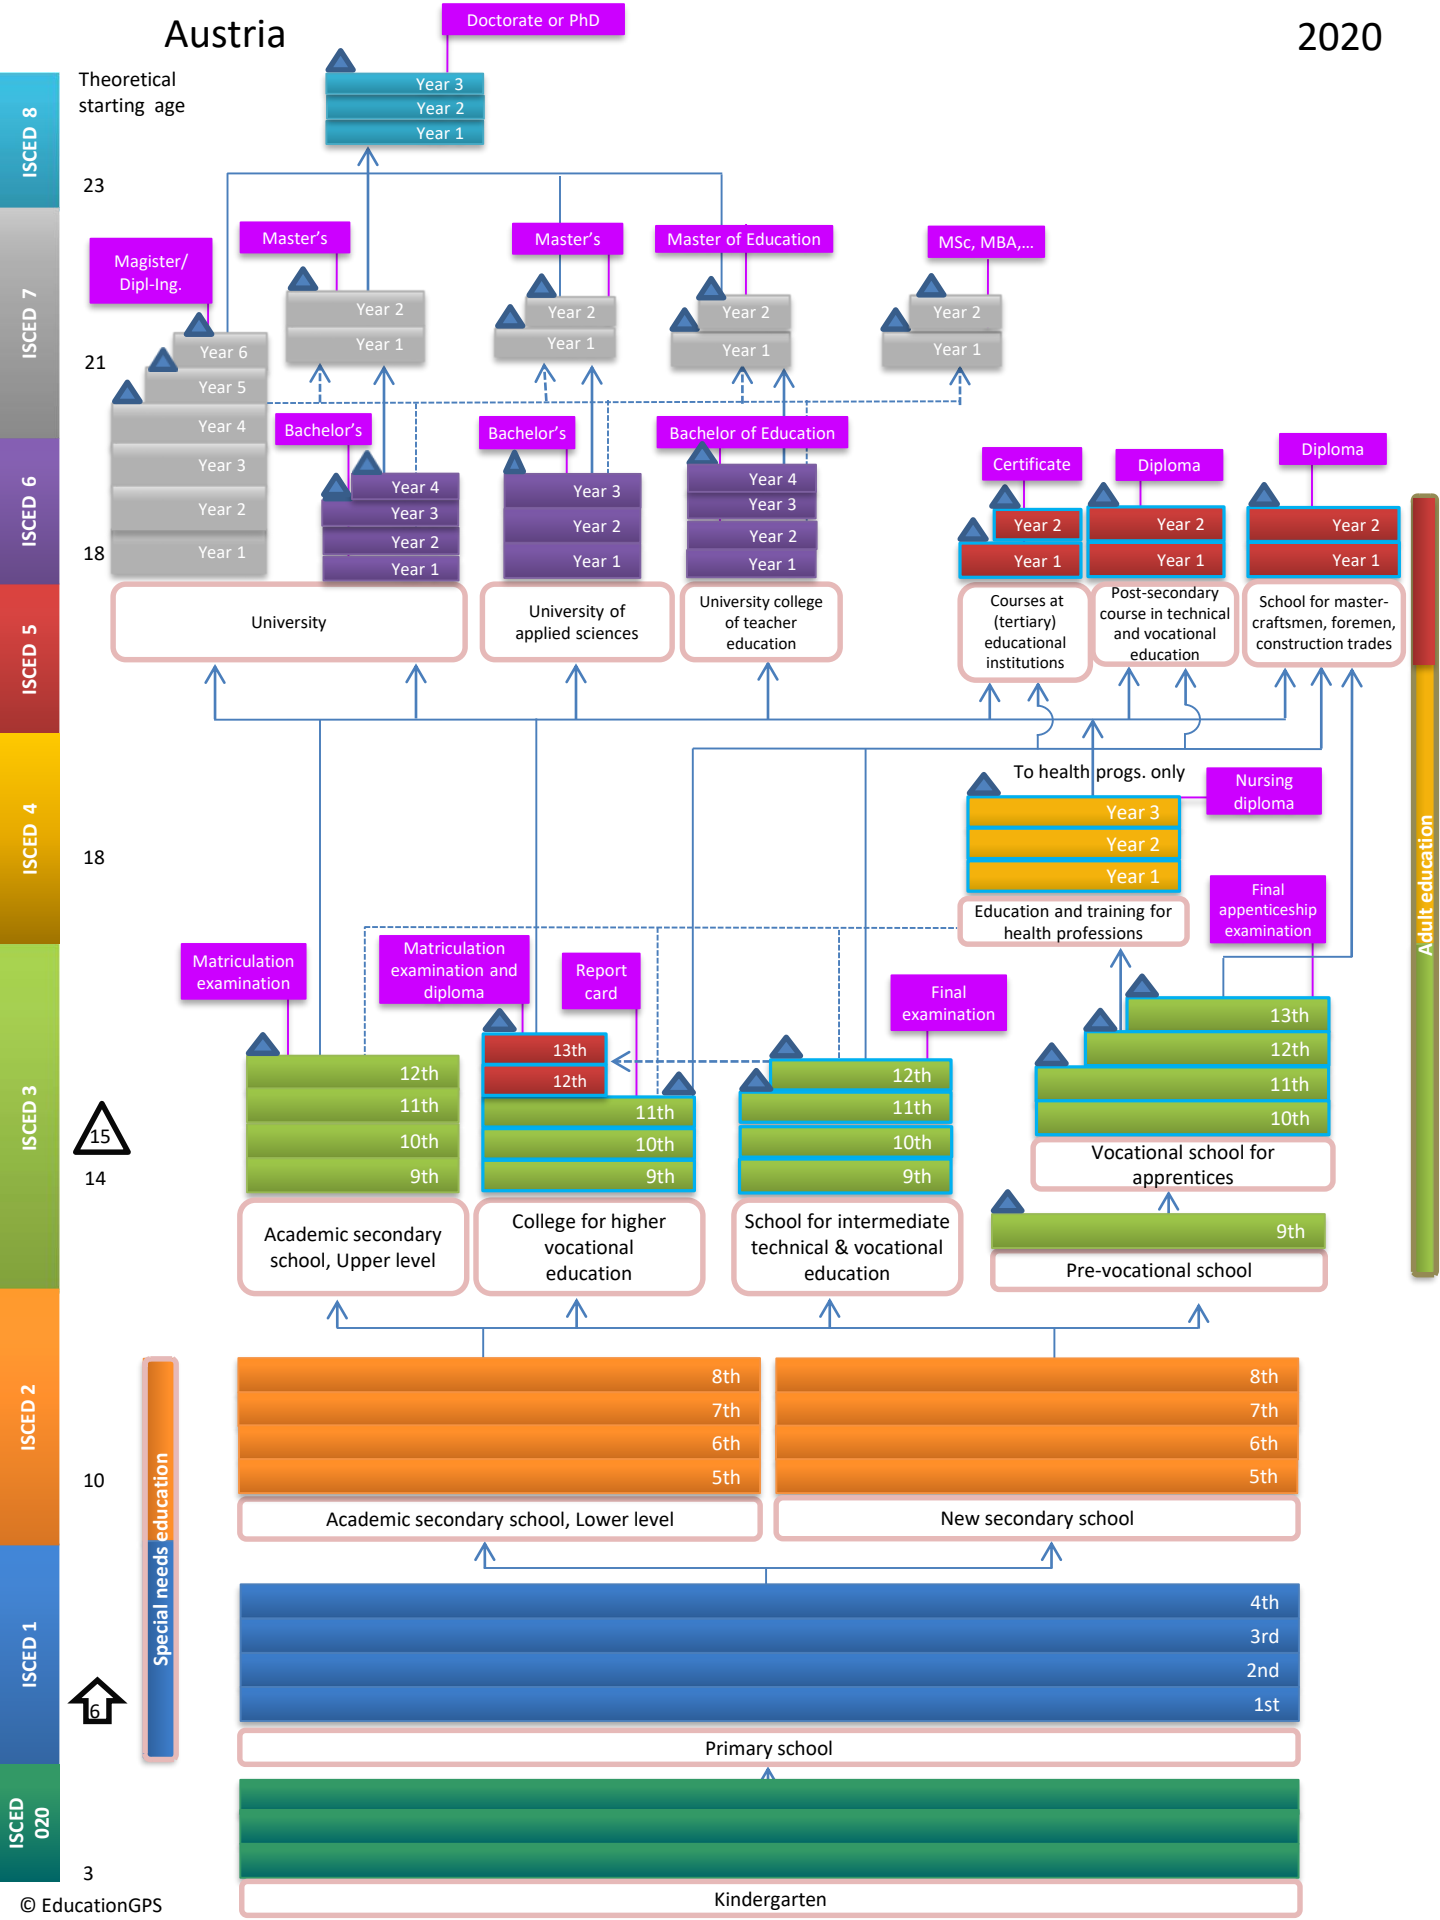 Austria
2020
Doctorate or PhD
Theoretical
starting age
ISCED 8
Year 3
Year 2
Year 1
23
ISCED 7
Magister/
Dipl-Ing.
Master's
Master's
Master of Education
MSc, MBA,...
Year 2
Year 1
Year 2
Year 1
Year 2
Year 1
Year 2
Year 1
21
Year 6
Year 5
Year 4
Year 3
Year 2
Year 1
ISCED 6
Bachelor's
Year 4
Year 3
Year 2
Year 1
Bachelor's
Year 3
Year 2
Year 1
Bachelor of Education
Year 4
Year 3
Year 2
Year 1
Certificate
Year 2
Year 1
Diploma
Year 2
Year 1
Diploma
Year 2
Year 1
18
ISCED 5
University
University of
applied sciences
University college
of teacher
education
Courses at
(tertiary)
educational
institutions
Post-secondary
course in technical
and vocational
education
School for master-
craftsmen, foremen,
construction trades
ISCED 4
To health progs. only
Nursing
diploma
Year 3
Year 2
Year 1
18
Education and training for
health professions
Adult education
ISCED 3
Matriculation
examination
Matriculation
examination and
diploma
Report
card
Final
examination
Final
appenticeship
examination
12th
11th
10th
9th
13th
12th
11th
10th
9th
12th
11th
10th
9th
13th
12th
11th
10th
15
14
Vocational school for
apprentices
9th
Pre-vocational school
Academic secondary
school, Upper level
College for higher
vocational
education
School for intermediate
technical & vocational
education
ISCED 2
8th
7th
6th
5th
8th
7th
6th
5th
10
Academic secondary school, Lower level
New secondary school
Special needs education
ISCED 1
4th
3rd
2nd
1st
6
Primary school
ISCED
020
3
Kindergarten
© EducationGPS